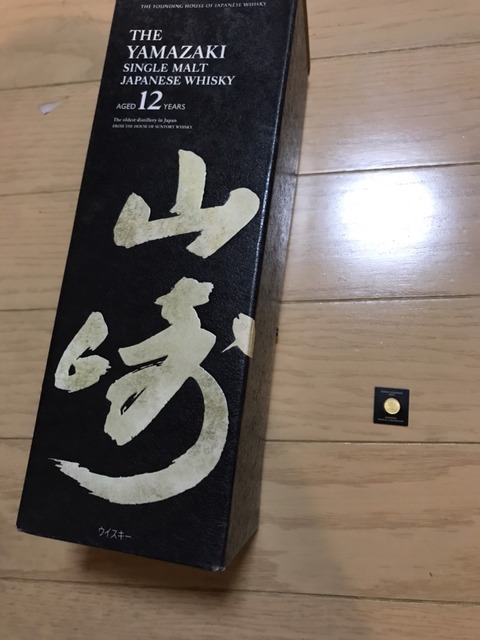 THE FOUNDING HOUSE OF JAPANESE WHISKY
THE
YAMAZAKI
SINGLE MALT
JAPANESE WHISKY
AGED 12 YEARS
The oldest distillery in Japan
FROM THE HOUSE OF SUNTORY WHISKY
山崎
ウイスキー